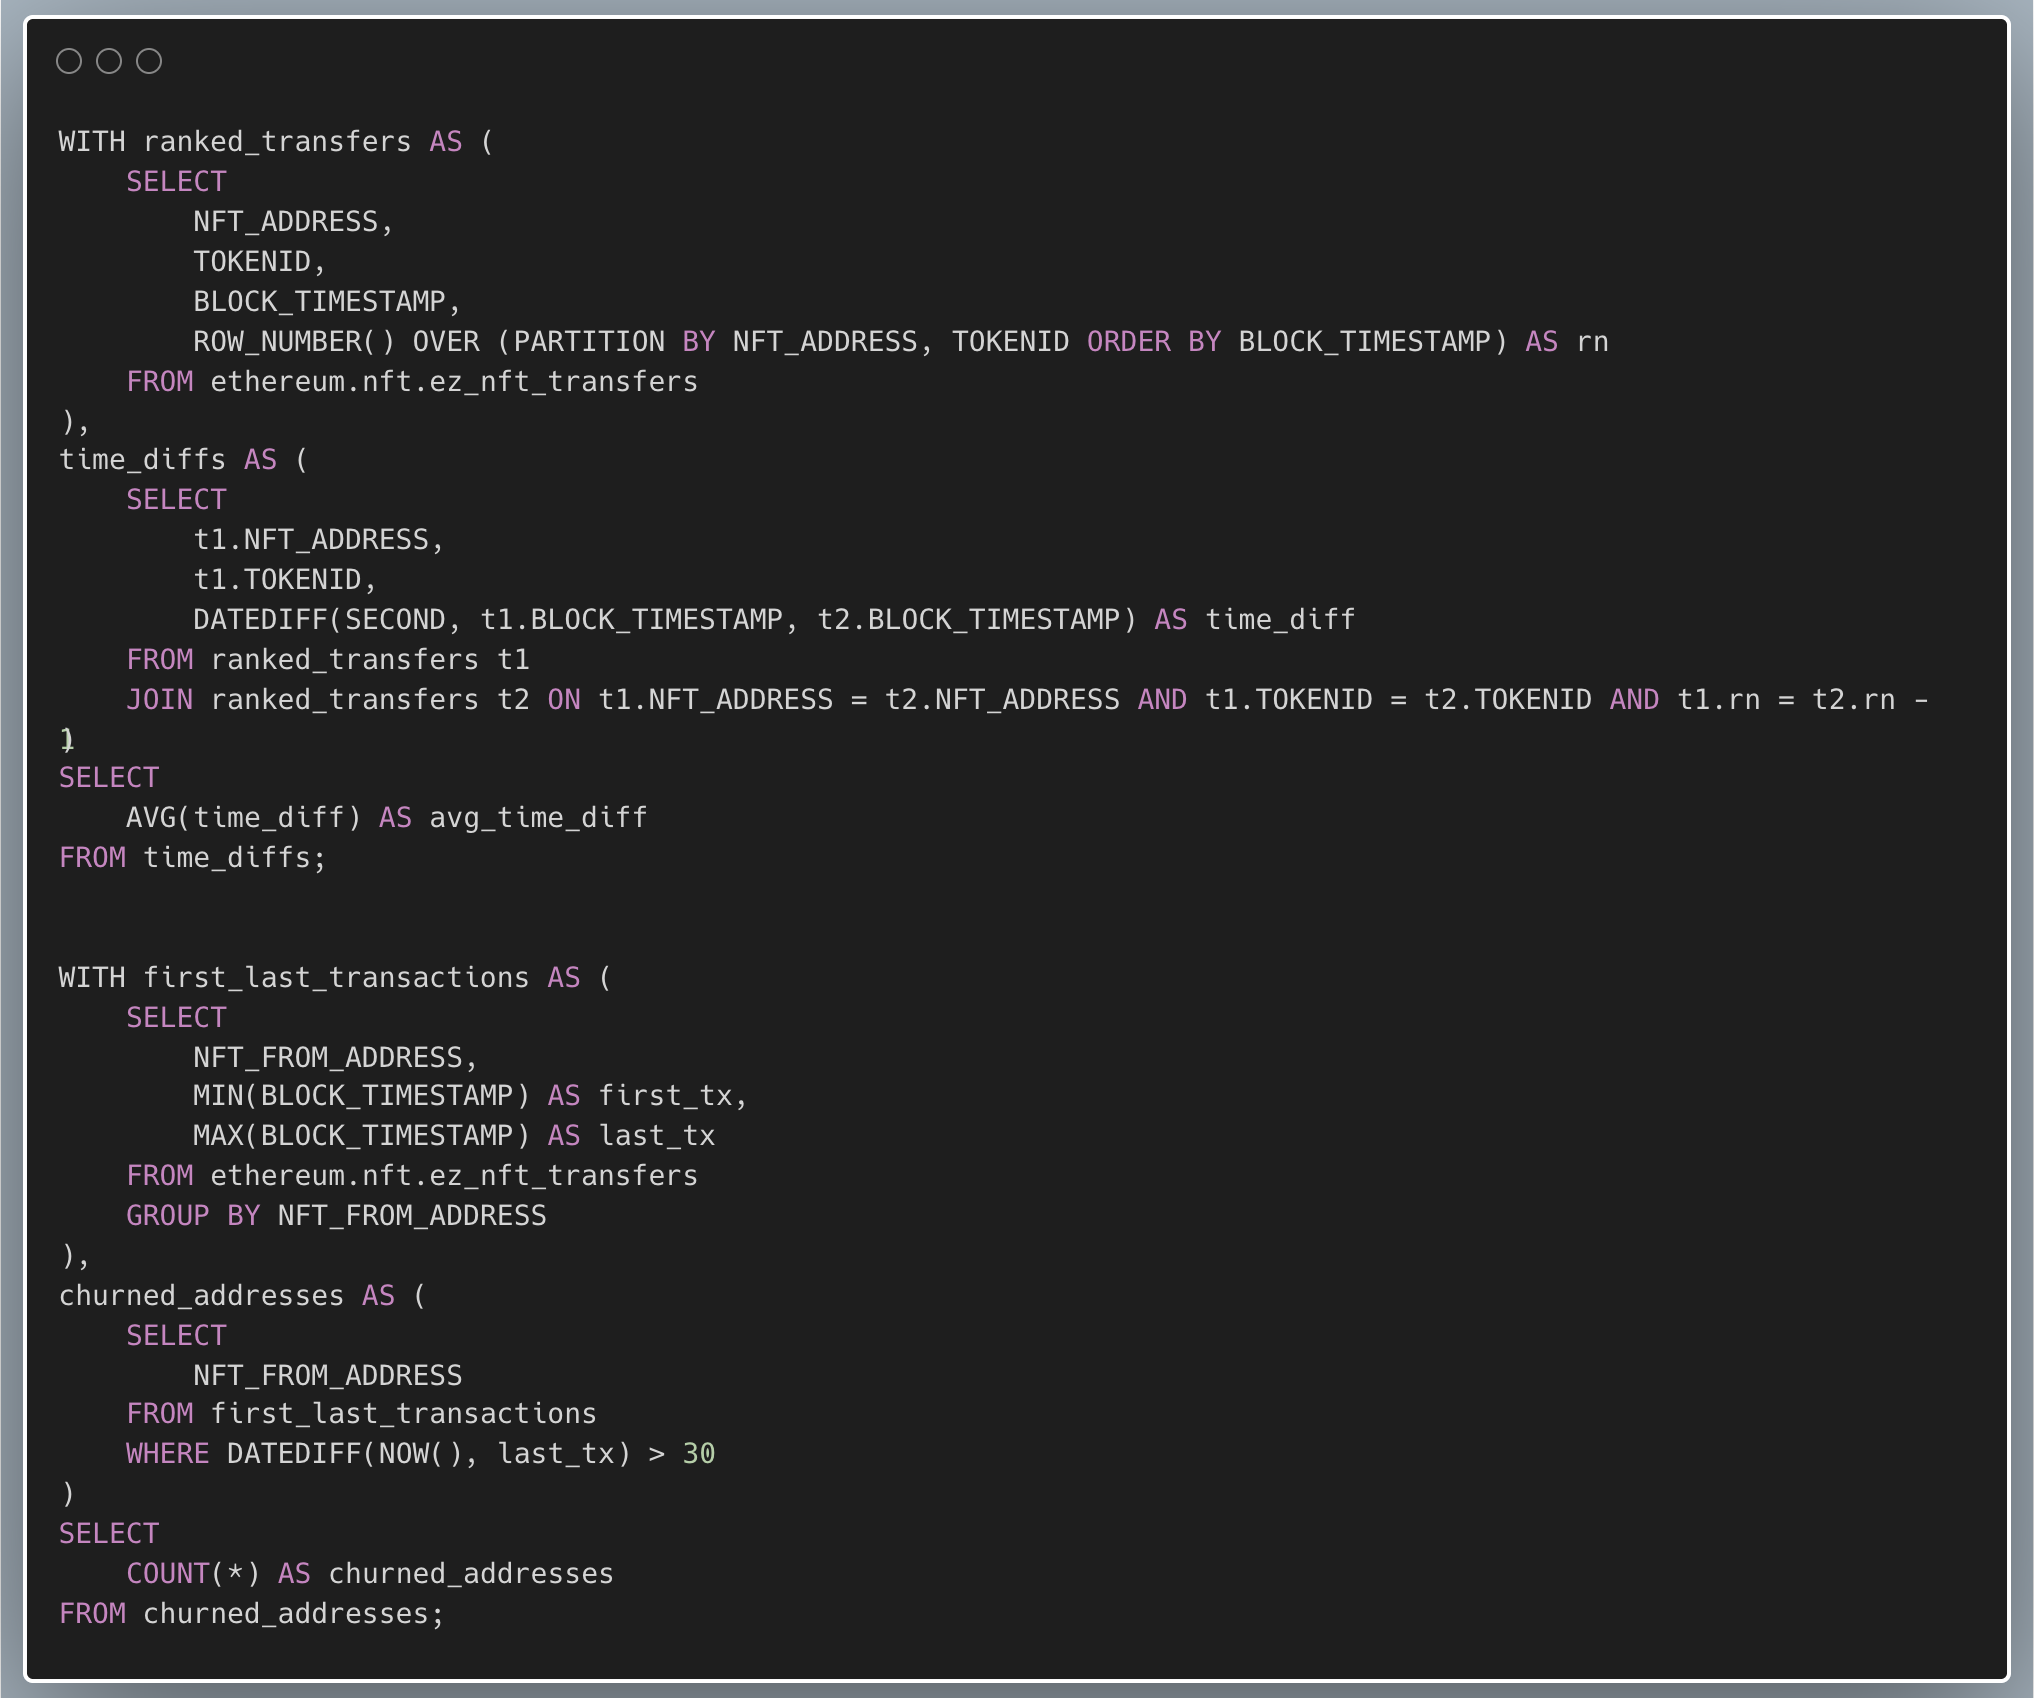 WITH ranked_transfers AS (
    SELECT
        NFT_ADDRESS,
        TOKENID,
        BLOCK_TIMESTAMP,
        ROW_NUMBER() OVER (PARTITION BY NFT_ADDRESS, TOKENID ORDER BY BLOCK_TIMESTAMP) AS rn
    FROM ethereum.nft.ez_nft_transfers
),
time_diffs AS (
    SELECT
        t1.NFT_ADDRESS,
        t1.TOKENID,
        DATEDIFF(SECOND, t1.BLOCK_TIMESTAMP, t2.BLOCK_TIMESTAMP) AS time_diff
    FROM ranked_transfers t1
    JOIN ranked_transfers t2 ON t1.NFT_ADDRESS = t2.NFT_ADDRESS AND t1.TOKENID = t2.TOKENID AND t1.rn = t2.rn -
1
)
SELECT
    AVG(time_diff) AS avg_time_diff
FROM time_diffs;
WITH first_last_transactions AS (
    SELECT
        NFT_FROM_ADDRESS,
        MIN(BLOCK_TIMESTAMP) AS first_tx,
        MAX(BLOCK_TIMESTAMP) AS last_tx
    FROM ethereum.nft.ez_nft_transfers
    GROUP BY NFT_FROM_ADDRESS
),
churned_addresses AS (
    SELECT
        NFT_FROM_ADDRESS
    FROM first_last_transactions
    WHERE DATEDIFF(NOW(), last_tx) > 30
)
SELECT
    COUNT(*) AS churned_addresses
FROM churned_addresses;